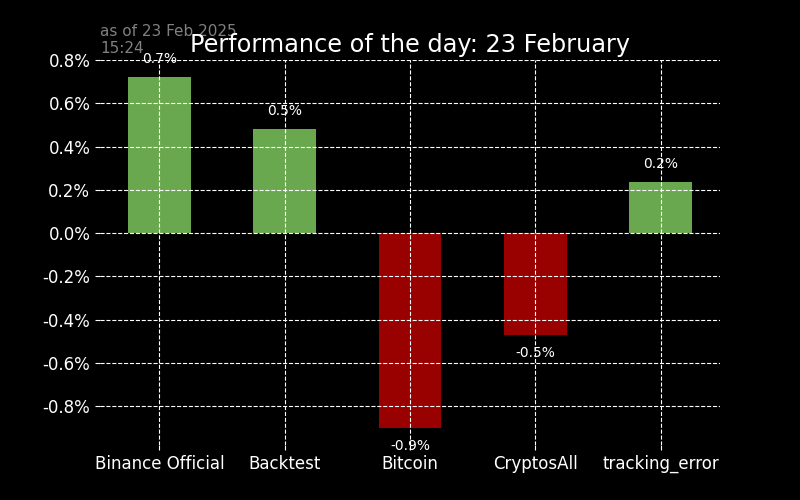 as of 23 Feb 2025
15:24
Performance of the day: 23 February
0.8%
0.6%
0.4%
0.2%
0.0%
-0.2%
-0.4%
-0.6%
-0.8%
0.7%
0.5%
-0.9%
-0.5%
0.2%
Binance Official
Backtest
Bitcoin
CryptosAll
tracking_error